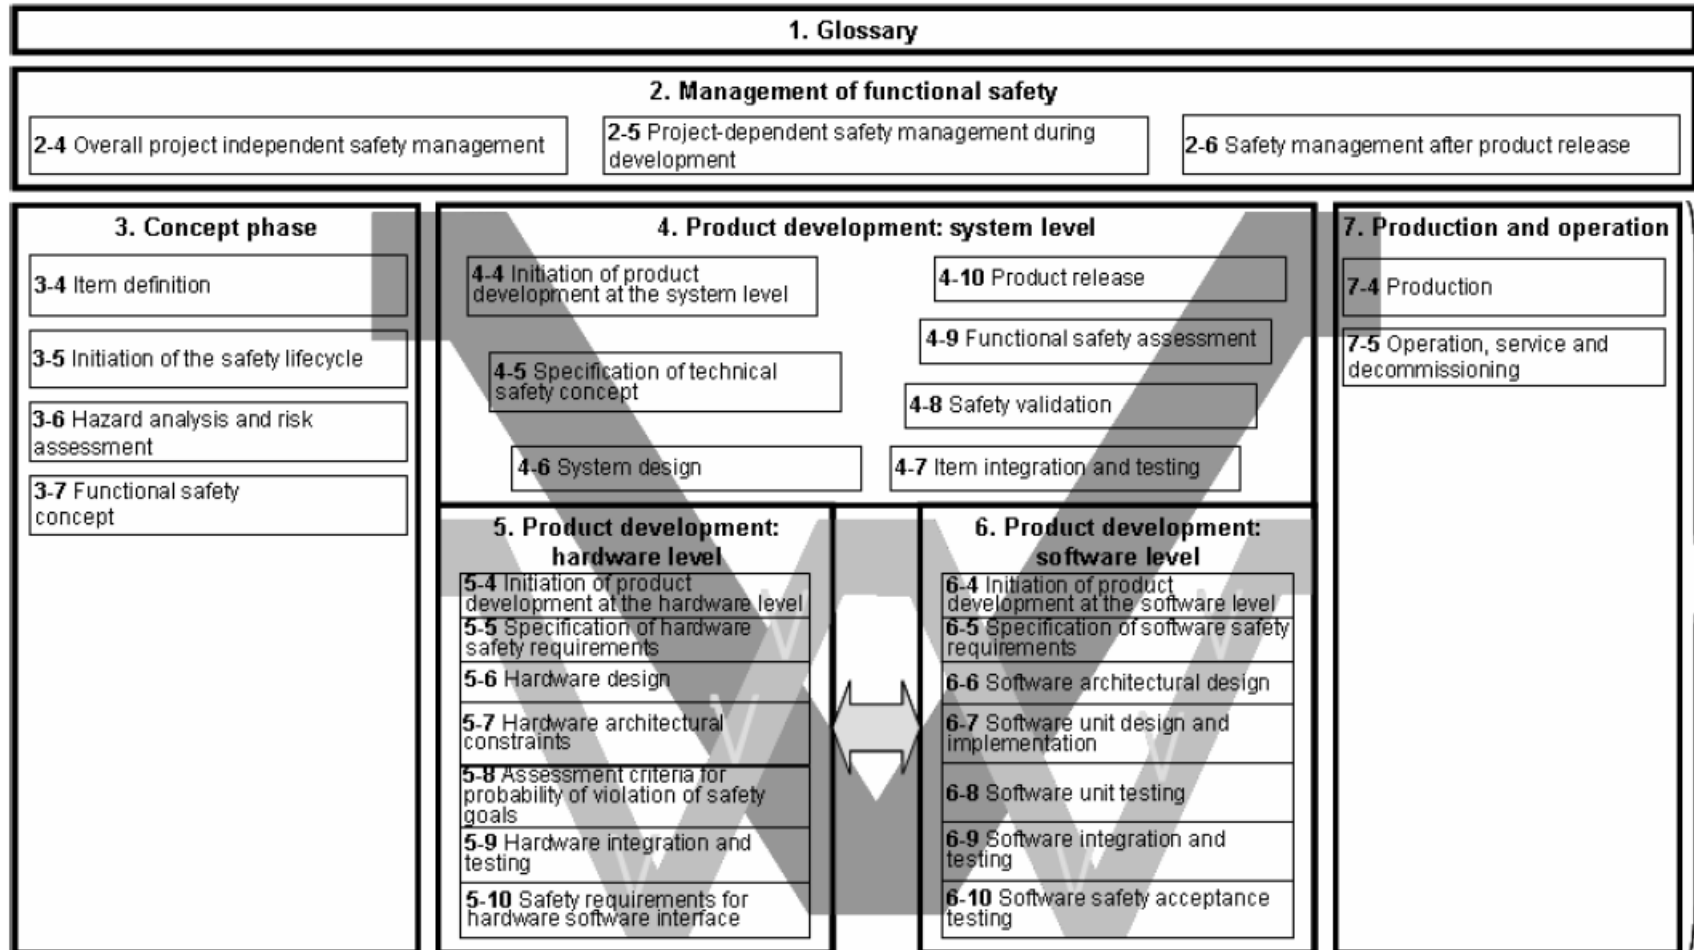 1. Glossary
2. Management of functional safety
2-4 Overall project independent safety management
2-5 Project-dependent safety management during
development
2-6 Safety management after product release
3. Concept phase
3-4 Item definition
3-5 Initiation of the safety lifecycle
3-6 Hazard analysis and risk
assessment
3-7 Functional safety
concept
4. Product development: system level
4-4 Initiation of product
development at the system level
4-5 Specification of technical
safety concept
4-6 System design
4-10 Product release
4-9 Functional safety assessment
4-8 Safety validation
4-7 Item integration and testing
5. Product development:
hardware level
5-4 Initiation of product
development at the hardware level
5-5 Specification of hardware
safety requirements
5-6 Hardware design
5-7 Hardware architectural
constraints
5-8 Assessment criteria for
probability of violation of safety
goals
5-9 Hardware integration and
testing
5-10 Safety requirements for
hardware software interface
6. Product development:
software level
6-4 Initiation of product
development at the software level
6-5 Specification of software safety
requirements
6-6 Software architectural design
6-7 Software unit design and
implementation
6-8 Software unit testing
6-9 Software integration and
testing
6-10 Software safety acceptance
testing
7. Production and operation
7-4 Production
7-5 Operation, service and
decommissioning